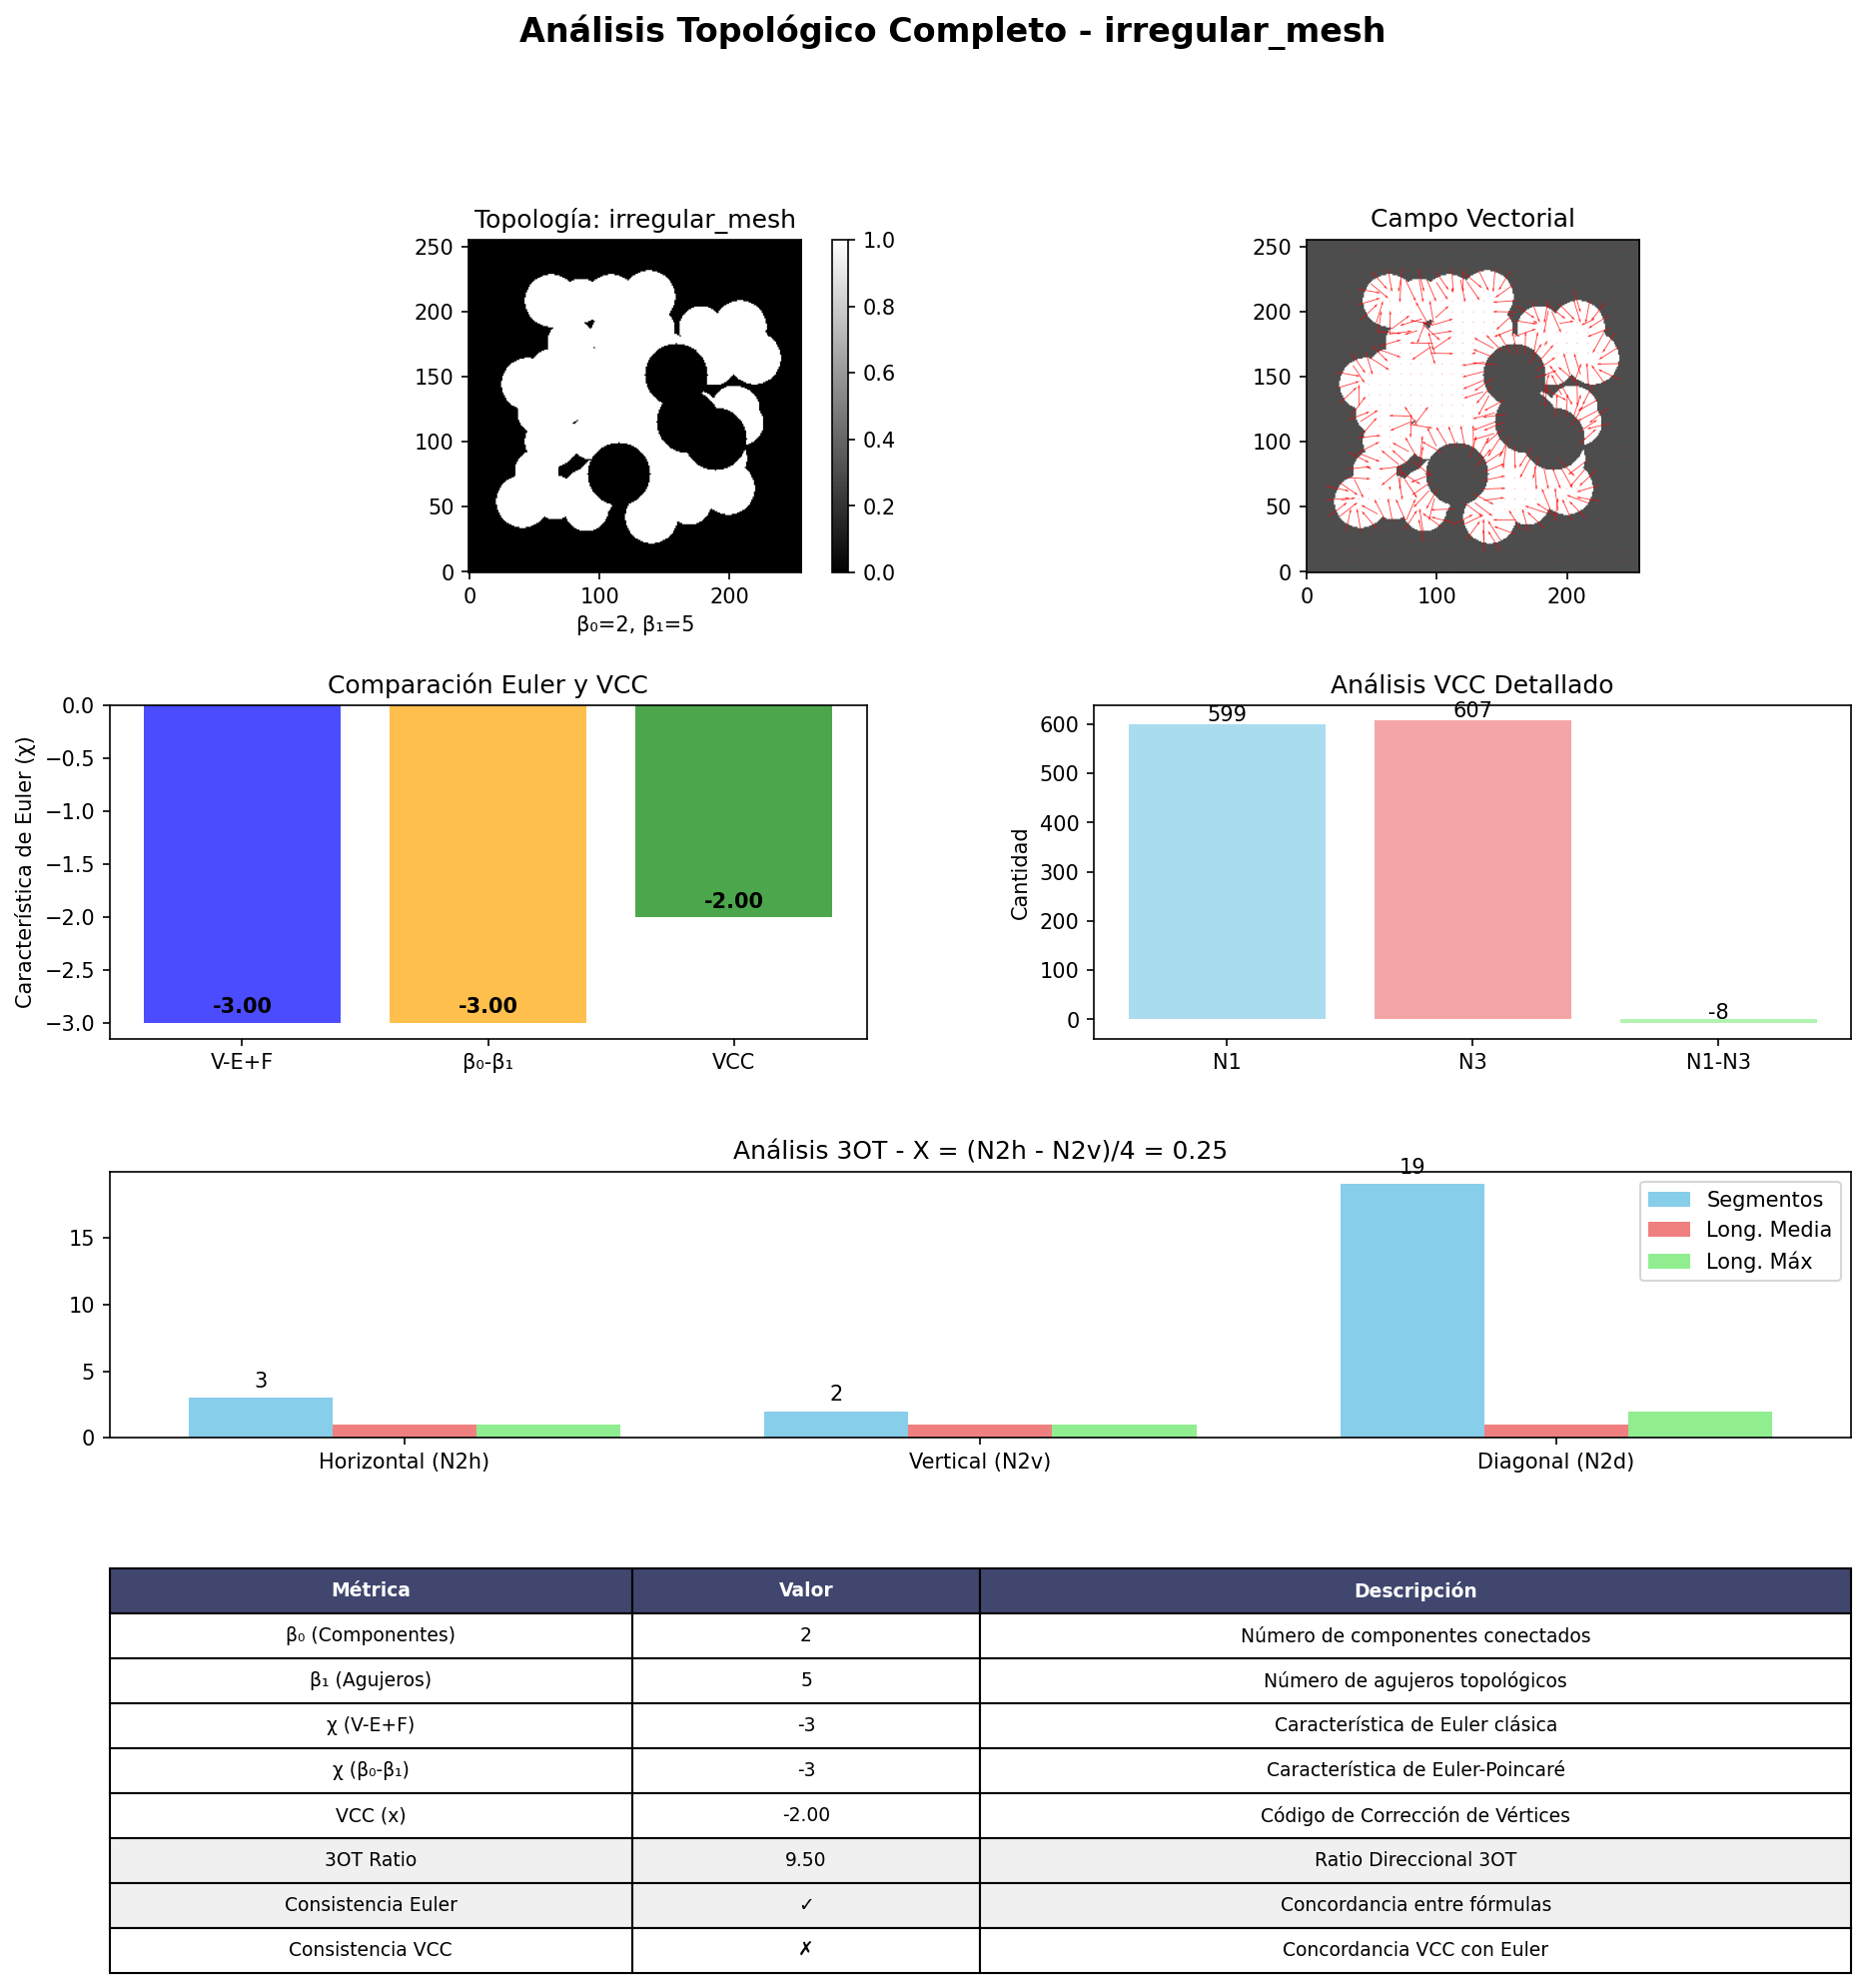 Análisis Topológico Completo - irregular_mesh
Topología: irregular_mesh
250
200
150
100
50
0
0 100 200
β₀=2, β₁=5
1.0
0.8
0.6
0.4
0.2
0.0
Campo Vectorial
250
200
150
100
50
0
0 100 200
Comparación Euler y VCC
Característica de Euler (χ)
0.0
−0.5
−1.0
−1.5
−2.0
−2.5
−3.0
-3.00 -3.00 -2.00
V-E+F β₀-β₁ VCC
Análisis VCC Detallado
Cantidad
600
500
400
300
200
100
0
599 607 -8
N1 N3 N1-N3
Análisis 3OT - X = (N2h - N2v)/4 = 0.25
15
10
5
0
3 2 19
Segmentos
Long. Media
Long. Máx
Horizontal (N2h) Vertical (N2v) Diagonal (N2d)
Métrica Valor Descripción
β₀ (Componentes) 2 Número de componentes conectados
β₁ (Agujeros) 5 Número de agujeros topológicos
χ (V-E+F) -3 Característica de Euler clásica
χ (β₀-β₁) -3 Característica de Euler-Poincaré
VCC (x) -2.00 Código de Corrección de Vértices
3OT Ratio 9.50 Ratio Direccional 3OT
Consistencia Euler ✓ Concordancia entre fórmulas
Consistencia VCC ✗ Concordancia VCC con Euler